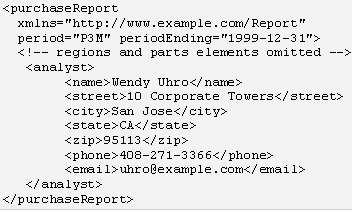 <purchaseReport
  xmlns="http://www.example.com/Report"
  period="P3M" periodEnding="1999-12-31">
  <!-- regions and parts elements omitted -->
   <analyst>
        <name>Wendy Uhro</name>
        <street>10 Corporate Towers</street>
        <city>San Jose</city>
        <state>CA</state>
        <zip>95113</zip>
        <phone>408-271-3366</phone>
        <email>uhro@example.com</email>
   </analyst>
</purchaseReport>